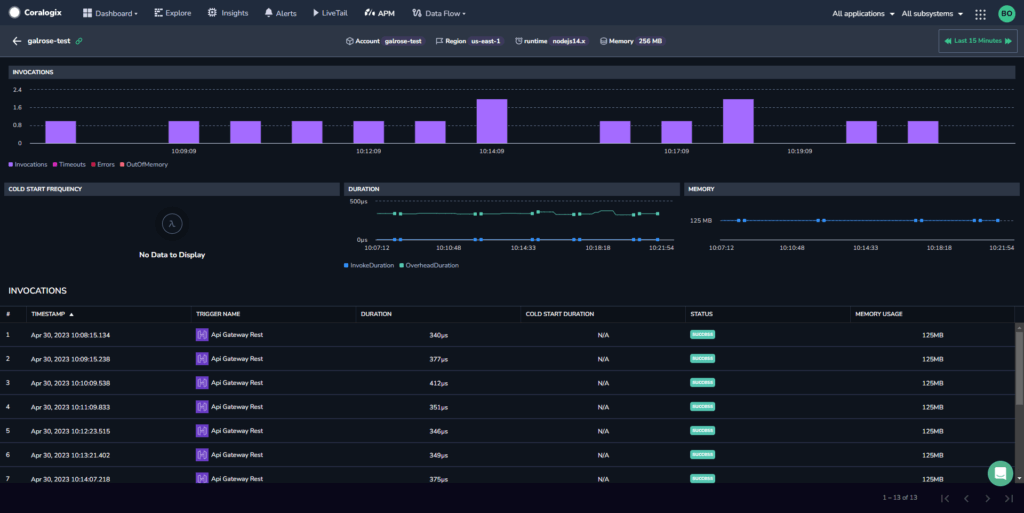 Coralogix Dashboard Explore Insights Alerts LiveTail APM Data Flow All applications All subsystems BO
galrose-test Account galrose-test Region us-east-1 runtime nodejs14.x Memory 256 MB Last 15 Minutes
INVOCATIONS
2.4
1.6
0.8
0
10:09:09 10:12:09 10:14:09 10:17:09 10:19:09
Invocations Timeouts Errors OutOfMemory
COLD START FREQUENCY DURATION MEMORY
500µs
λ 125 MB
No Data to Display 0µs
10:07:12 10:10:48 10:14:33 10:18:18 10:21:54 10:07:12 10:10:48 10:14:33 10:18:18 10:21:54
InvokeDuration OverheadDuration
INVOCATIONS
# TIMESTAMP TRIGGER NAME DURATION COLD START DURATION STATUS MEMORY USAGE
1 Apr 30, 2023 10:08:15.134 Api Gateway Rest 340µs N/A SUCCESS 125MB
2 Apr 30, 2023 10:09:15.238 Api Gateway Rest 377µs N/A SUCCESS 125MB
3 Apr 30, 2023 10:10:09.538 Api Gateway Rest 412µs N/A SUCCESS 125MB
4 Apr 30, 2023 10:11:09.833 Api Gateway Rest 351µs N/A SUCCESS 125MB
5 Apr 30, 2023 10:12:23.515 Api Gateway Rest 346µs N/A SUCCESS 125MB
6 Apr 30, 2023 10:13:21.402 Api Gateway Rest 349µs N/A SUCCESS 125MB
7 Apr 30, 2023 10:14:07.218 Api Gateway Rest 375µs N/A SUCCESS 125MB
1 – 13 of 13